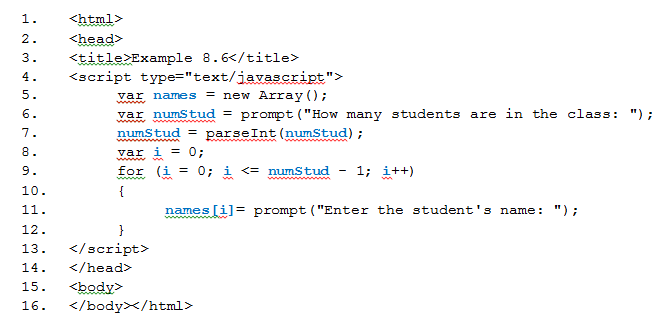 1. <html>
2. <head>
3. <title>Example 8.6</title>
4. <script type="text/javascript">
5. var names = new Array();
6. var numStud = prompt("How many students are in the class: ");
7. numStud = parseInt(numStud);
8. var i = 0;
9. for (i = 0; i <= numStud - 1; i++)
10. {
11. names[i]= prompt("Enter the student's name: ");
12. }
13. </script>
14. </head>
15. <body>
16. </body></html>